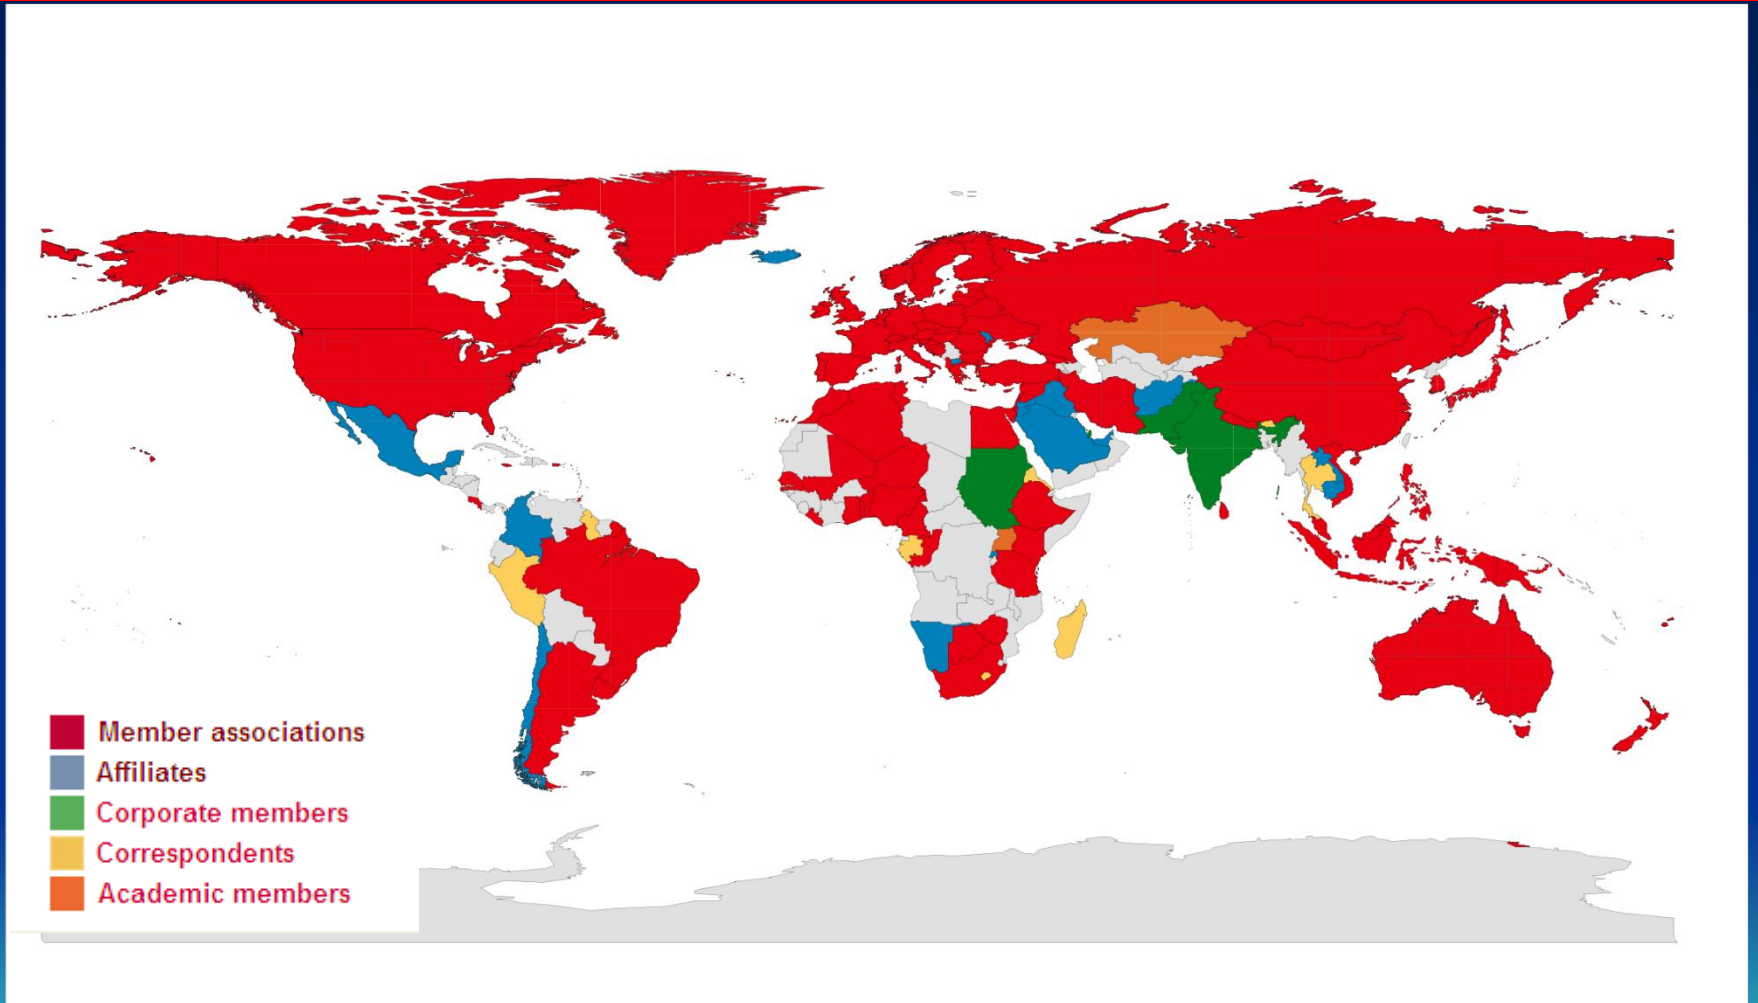 Member associations
Affiliates
Corporate members
Correspondents
Academic members